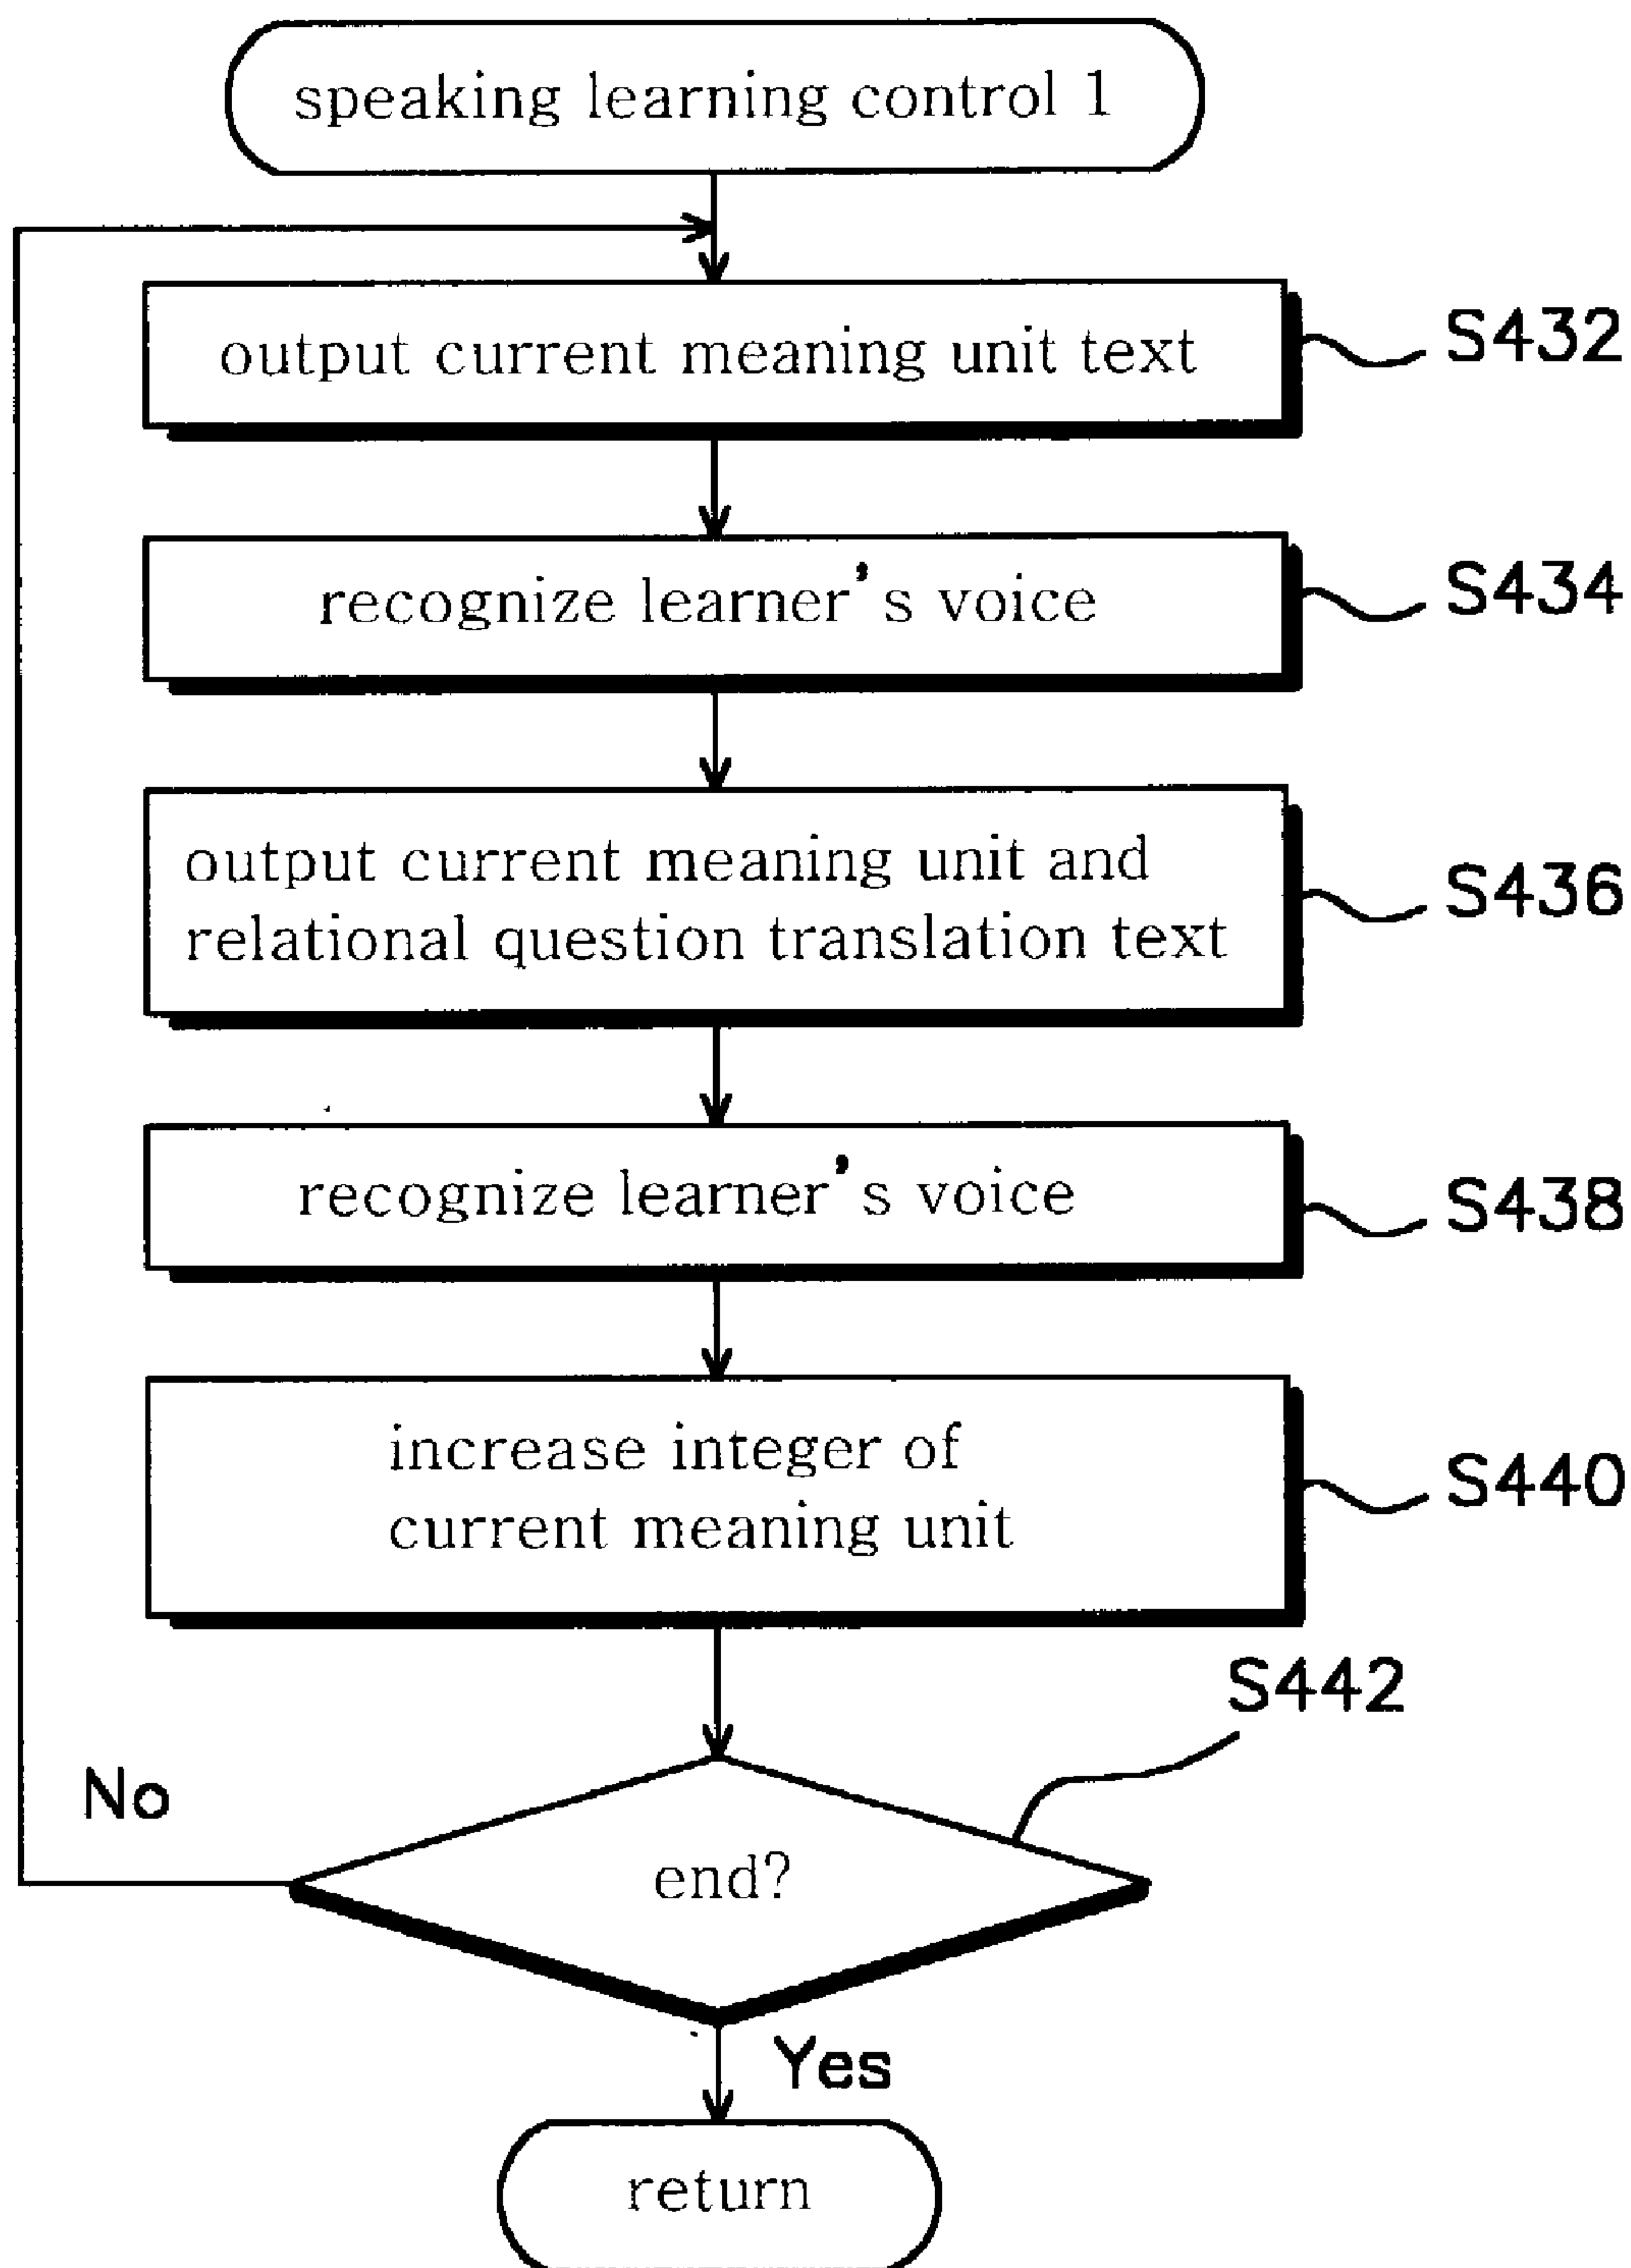 speaking learning control 1
output current meaning unit text
S432
recognize learner's voice
S434
output current meaning unit and
relational question translation text
S436
recognize learner's voice
S438
increase integer of
current meaning unit
S440
S442
No
end?
Yes
return